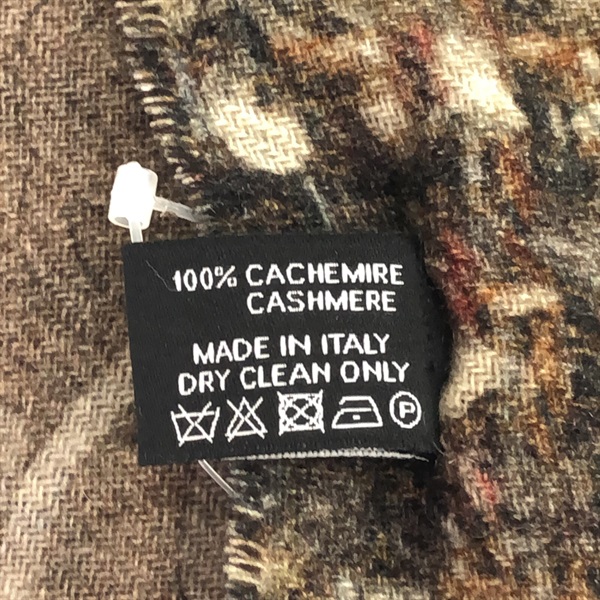 100% CACHEMIRE
CASHMERE
MADE IN ITALY
DRY CLEAN ONLY
P